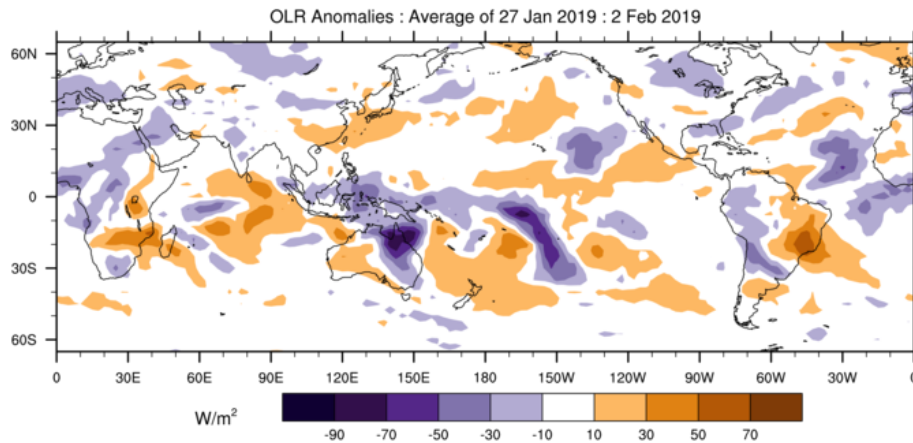 OLR Anomalies : Average of 27 Jan 2019 : 2 Feb 2019
60N
30N
0
30S
60S
0 30E 60E 90E 120E 150E 180 150W 120W 90W 60W 30W 0
W/m²
-90 -70 -50 -30 -10 10 30 50 70